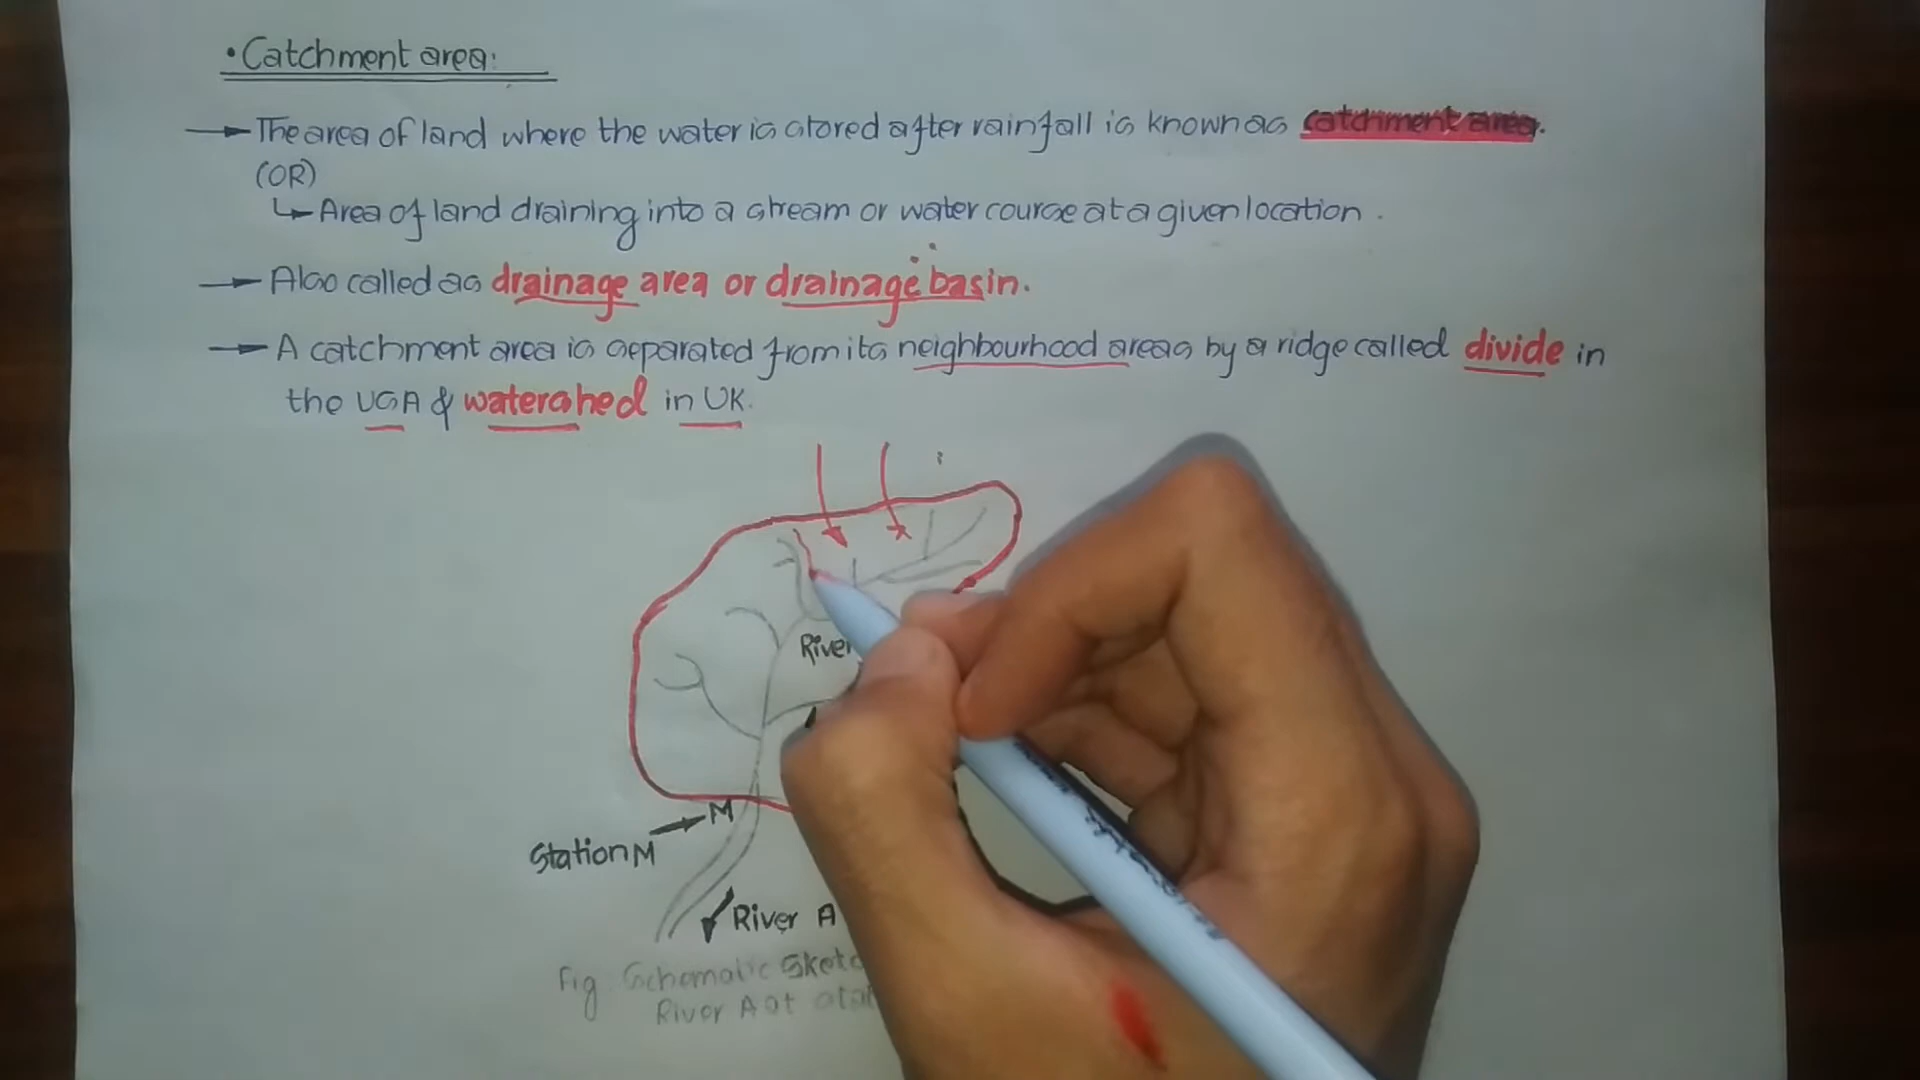 • Catchment area:
→ The area of land where the water is stored after rainfall is known as catchment area.
(OR)
↳ Area of land draining into a stream or water course at a given location.
→ Also called as drainage area or drainage basin.
→ A catchment area is separated from its neighbourhood areas by a ridge called divide in
the USA & watershed in UK.
River
M
Station M
River A
Fig: Schematic Sketc
River A at stat